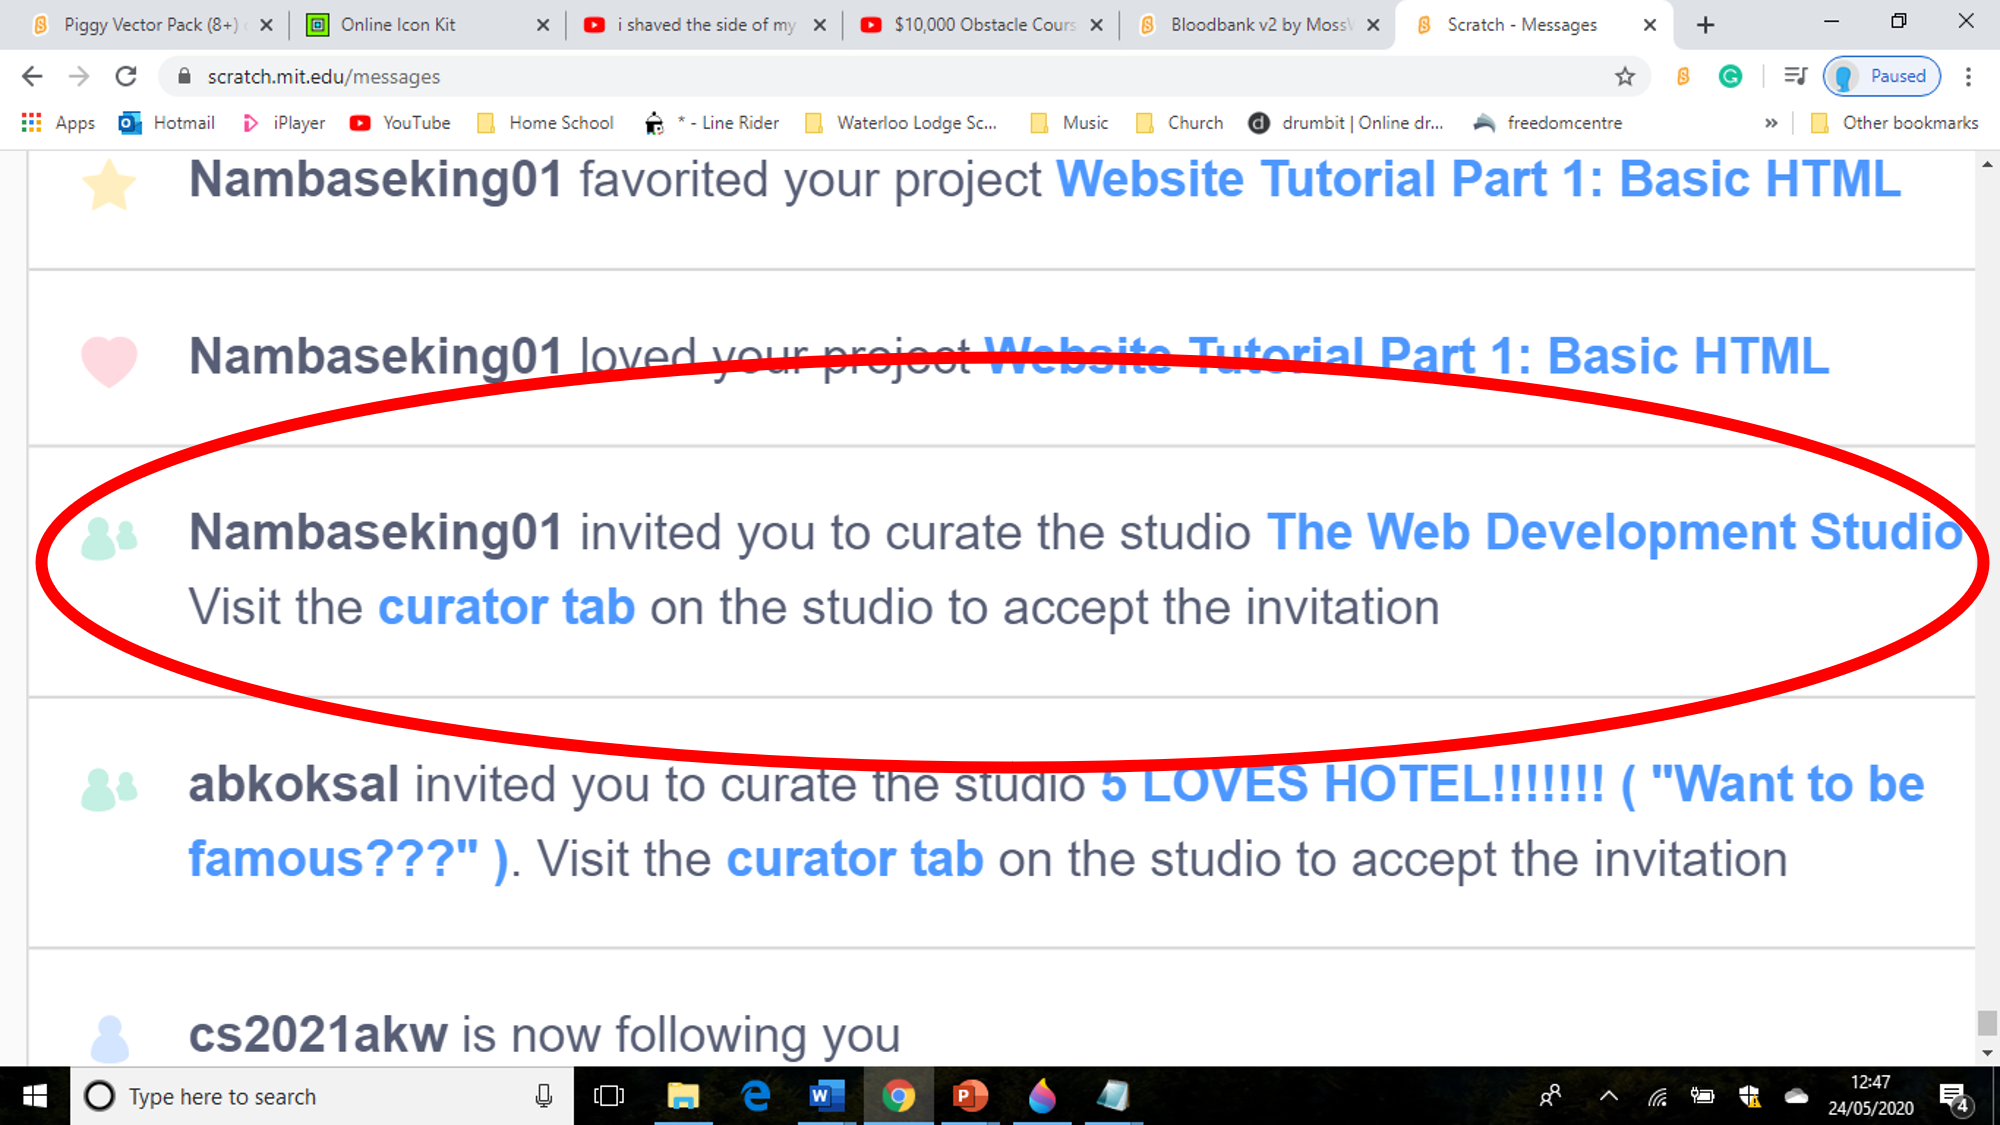 Piggy Vector Pack (8+)
Online Icon Kit
i shaved the side of my
$10,000 Obstacle Cours
Bloodbank v2 by Moss
Scratch - Messages
scratch.mit.edu/messages
Paused
Apps
Hotmail
iPlayer
YouTube
Home School
* - Line Rider
Waterloo Lodge Sc...
Music
Church
drumbit | Online dr...
freedomcentre
»
Other bookmarks
Nambaseking01 favorited your project Website Tutorial Part 1: Basic HTML
Nambaseking01 loved your project Website Tutorial Part 1: Basic HTML
Nambaseking01 invited you to curate the studio The Web Development Studio
Visit the curator tab on the studio to accept the invitation
abkoksal invited you to curate the studio 5 LOVES HOTEL!!!!!!! ( "Want to be
famous???" ). Visit the curator tab on the studio to accept the invitation
cs2021akw is now following you
Type here to search
12:47
24/05/2020
4